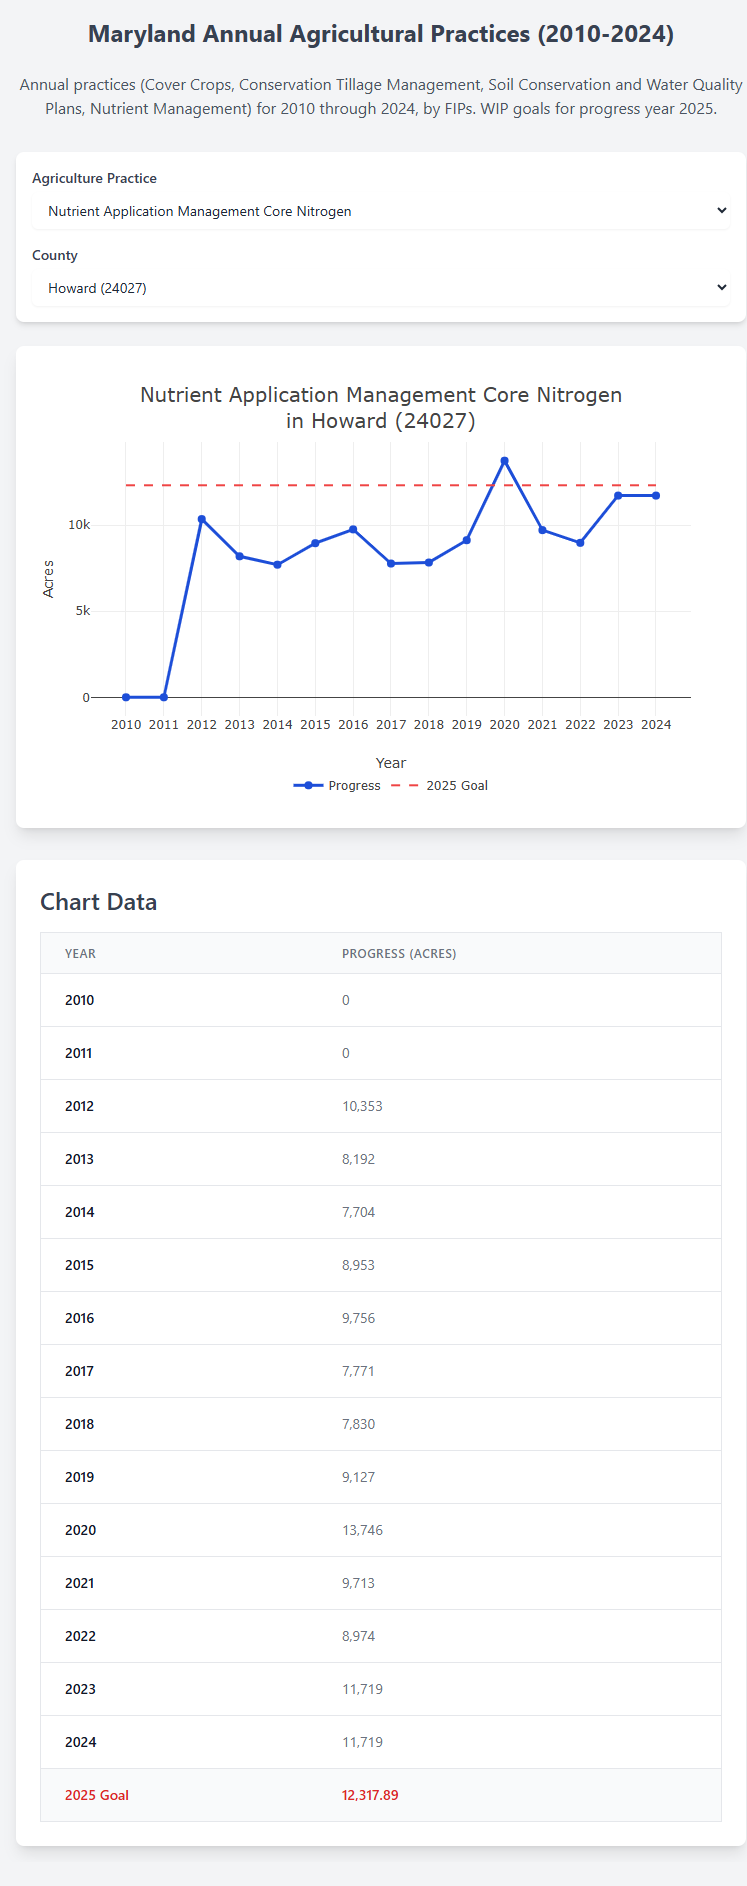 Maryland Annual Agricultural Practices (2010-2024)
Annual practices (Cover Crops, Conservation Tillage Management, Soil Conservation and Water Quality
Plans, Nutrient Management) for 2010 through 2024, by FIPs. WIP goals for progress year 2025.
Agriculture Practice
Nutrient Application Management Core Nitrogen
County
Howard (24027)
Nutrient Application Management Core Nitrogen
in Howard (24027)
10k
5k
0
Acres
2010 2011 2012 2013 2014 2015 2016 2017 2018 2019 2020 2021 2022 2023 2024
Year
Progress 2025 Goal
Chart Data
YEAR PROGRESS (ACRES)
2010 0
2011 0
2012 10,353
2013 8,192
2014 7,704
2015 8,953
2016 9,756
2017 7,771
2018 7,830
2019 9,127
2020 13,746
2021 9,713
2022 8,974
2023 11,719
2024 11,719
2025 Goal 12,317.89